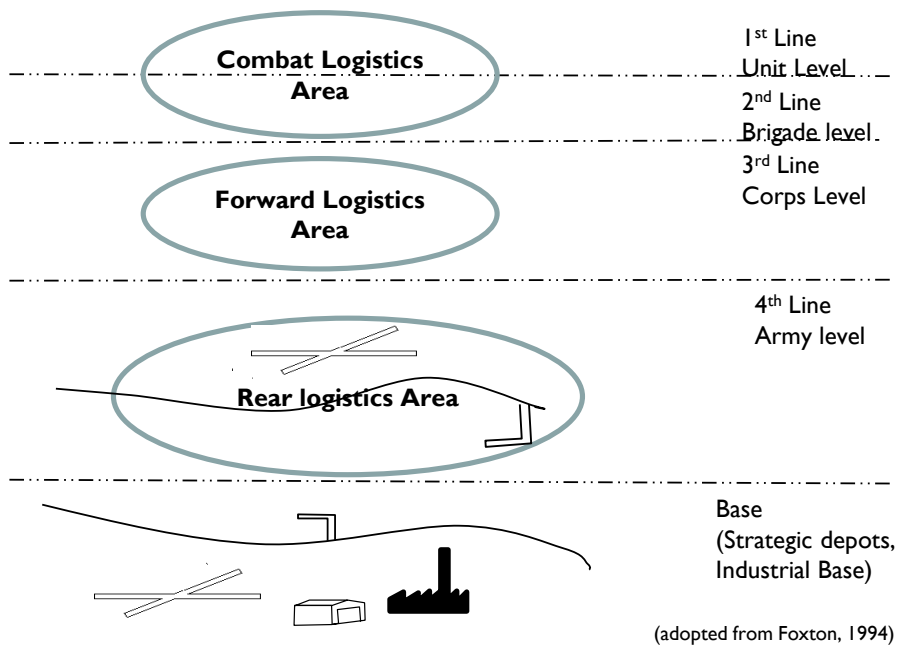 Combat Logistics
Area
1st Line
Unit Level
2nd Line
Brigade level
Forward Logistics
Area
3rd Line
Corps Level
4th Line
Army level
Rear logistics Area
Base
(Strategic depots,
Industrial Base)
(adopted from Foxton, 1994)